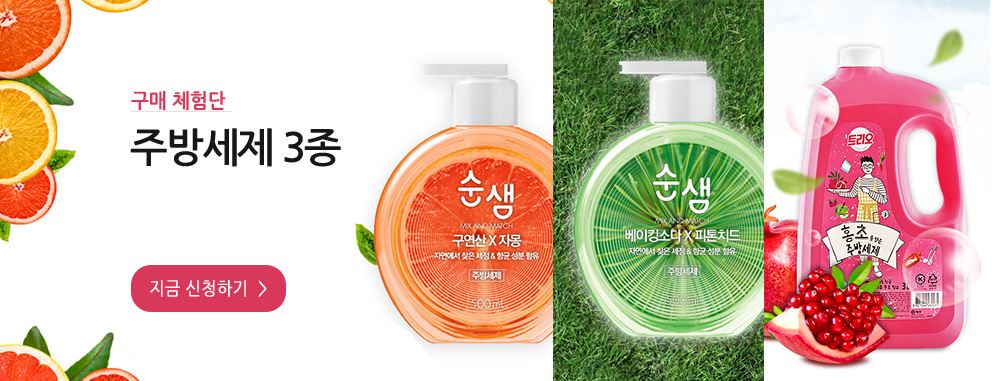 구매 체험단
주방세제 3종
지금 신청하기 >
순샘
MIX AND MATCH
구연산 X 자몽
자연에서 찾은 세정 & 항균 성분 함유
주방세제
500ml
순샘
MIX AND MATCH
베이킹소다 X 피톤치드
자연에서 찾은 세정 & 항균 성분 함유
주방세제
500ml
트리오
홍초
주방세제